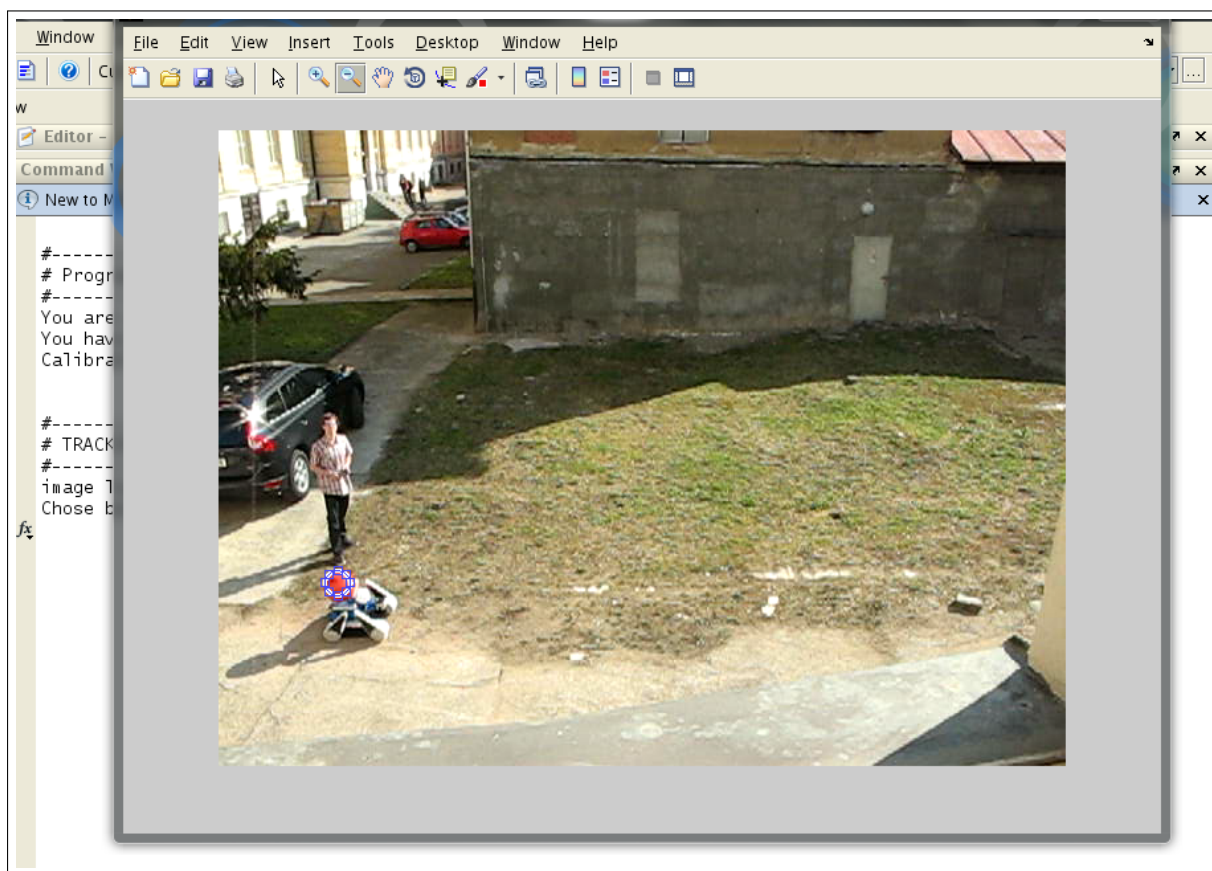 Window
File Edit View Insert Tools Desktop Window Help
Editor –
Command
New to M
#------
# Progr
#------
You are
You hav
Calibra
#------
# TRACK
#------
image l
Chose b
fx